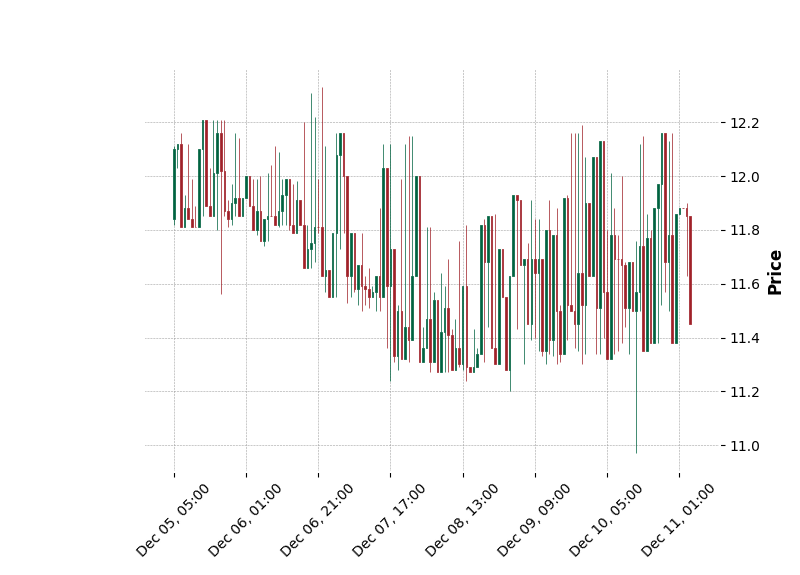 12.2
12.0
11.8
11.6
11.4
11.2
11.0
Price
Dec 05, 05:00
Dec 06, 01:00
Dec 06, 21:00
Dec 07, 17:00
Dec 08, 13:00
Dec 09, 09:00
Dec 10, 05:00
Dec 11, 01:00